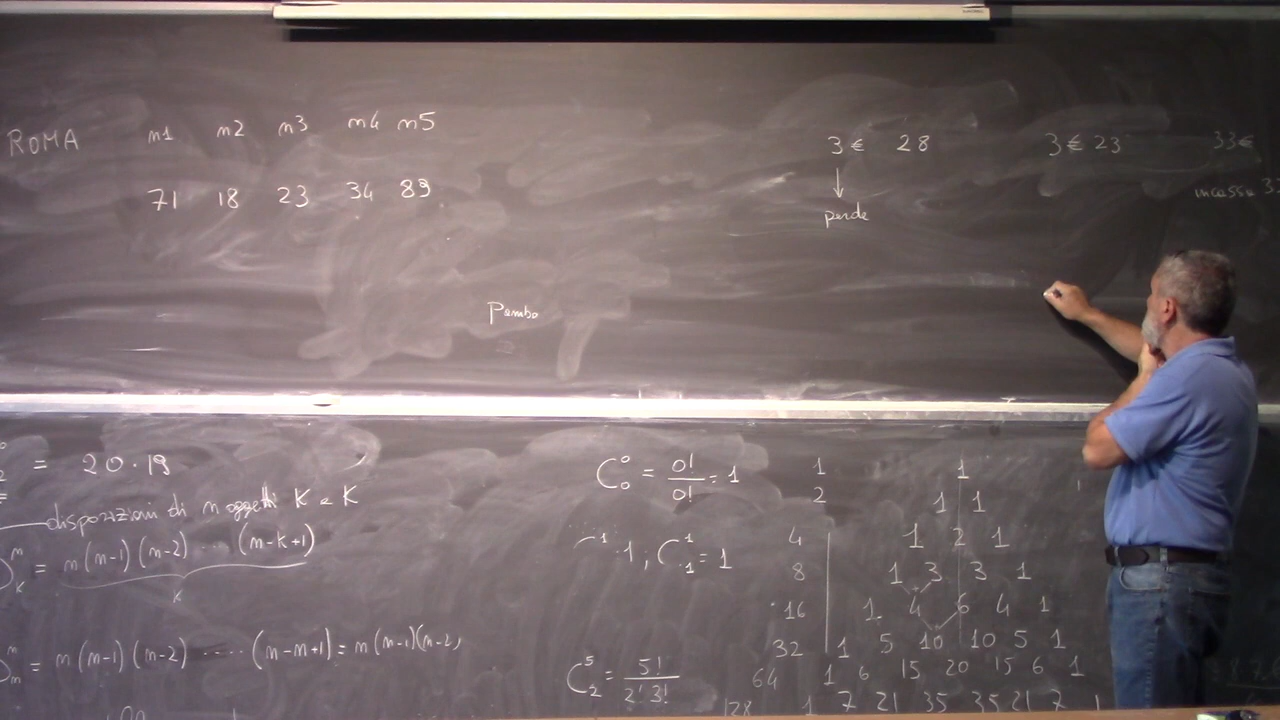 ROMA n1 n2 n3 n4 n5
71 18 23 34 83
3 € 28 3 € 23 33€
↓
perde
incassa
= 20·19
disposizioni di n oggetti K a K
= n(n-1)(n-2) ... (n-k+1)
k
= n(n-1)(n-2) ... (n-n+1) = n(n-1)(n-2)
C⁰₀ = 0!/0! = 1
1 ; C¹₁ = 1
C⁵₂ = 5!/2!3!
1 1
2 1 1
4 1 2 1
8 1 3 3 1
16 1 4 6 4 1
32 1 5 10 10 5 1
64 1 6 15 20 15 6 1
128 1 7 21 35 35 21 7 1